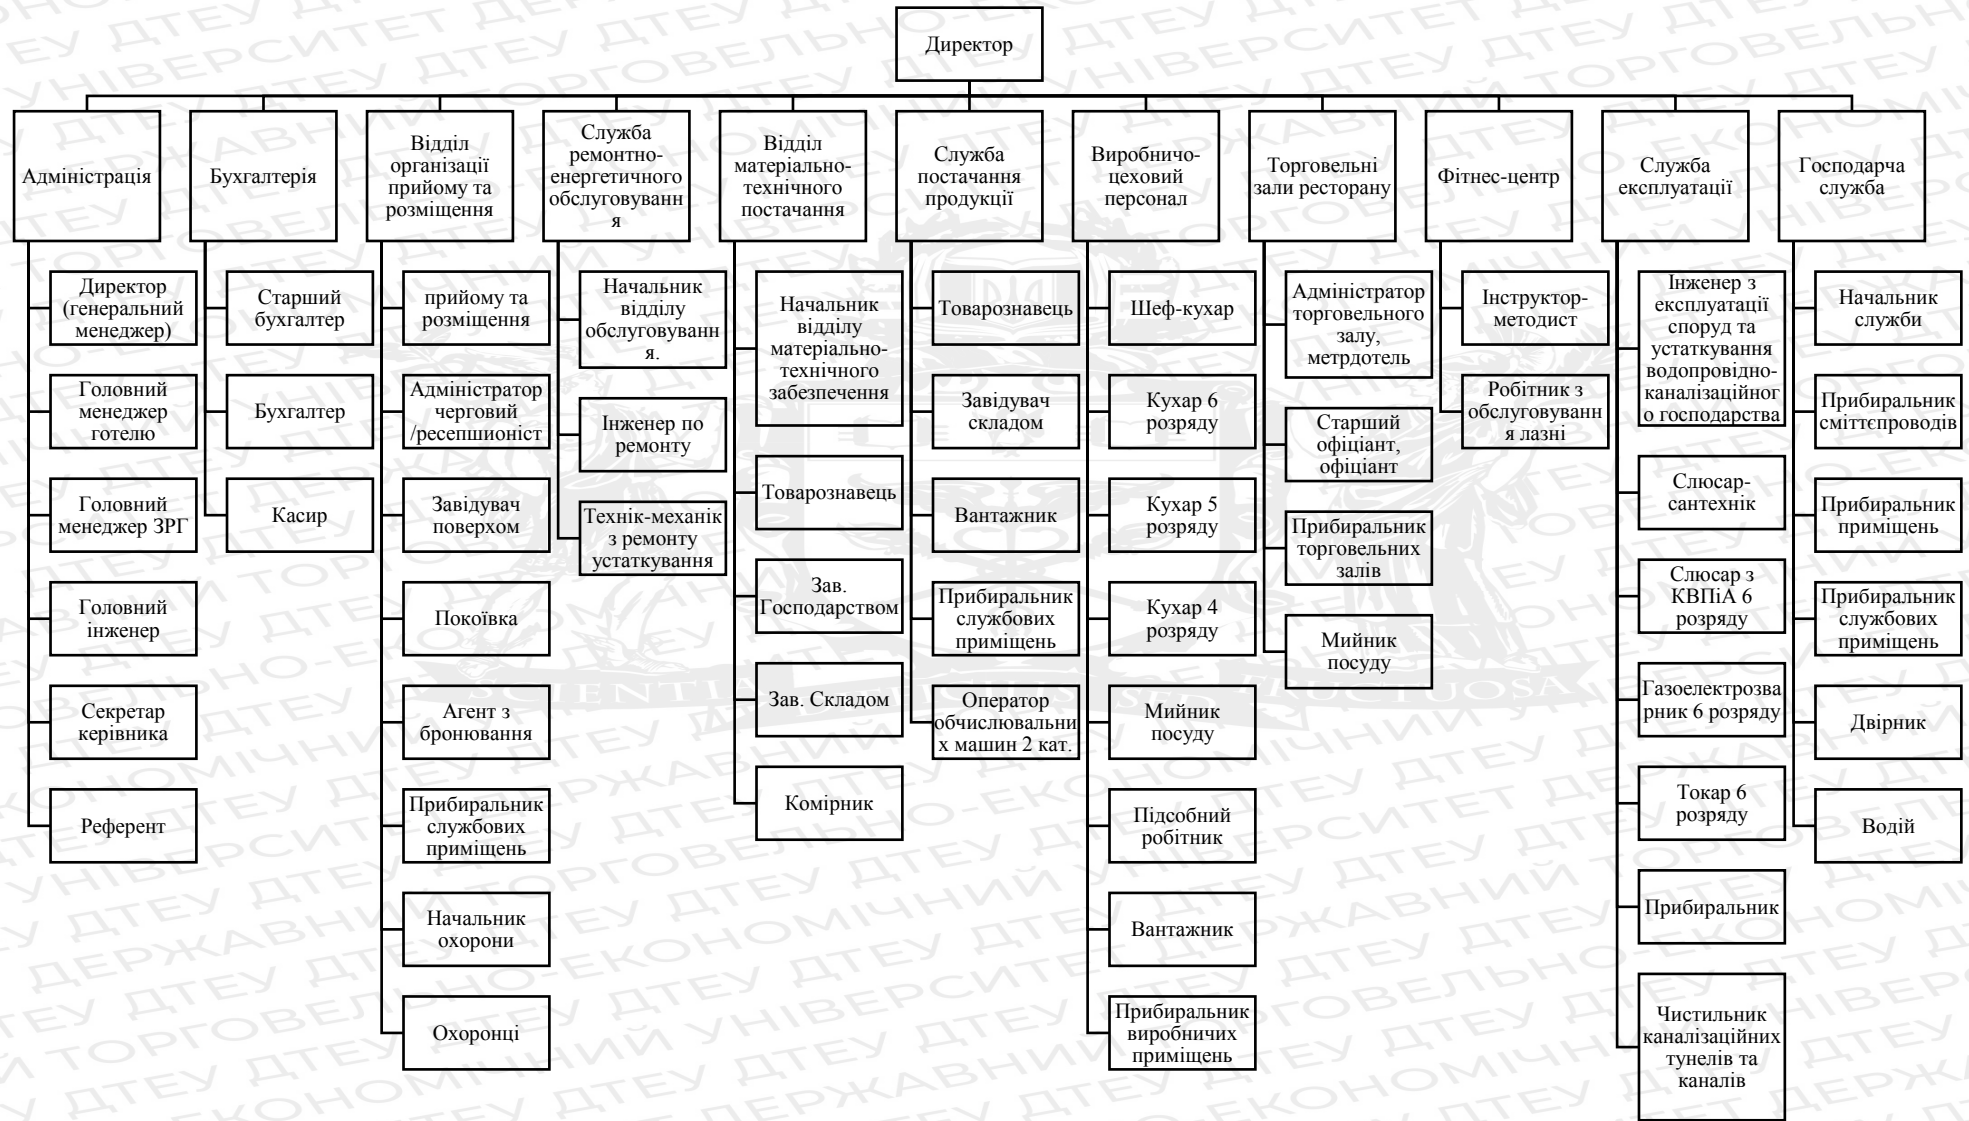 Директор
Адміністрація
Бухгалтерія
Відділ
організації
прийому та
розміщення
Служба
ремонтно-
енергетичного
обслуговуванн
я
Відділ
матеріально-
технічного
постачання
Служба
постачання
продукції
Виробничо-
цеховий
персонал
Торговельні
зали ресторану
Фітнес-центр
Служба
експлуатації
Господарча
служба
Директор
(генеральний
менеджер)
Головний
менеджер
готелю
Головний
менеджер ЗРГ
Головний
інженер
Секретар
керівника
Референт
Старший
бухгалтер
Бухгалтер
Касир
прийому та
розміщення
Адміністратор
черговий
/ресепшионіст
Завідувач
поверхом
Покоївка
Агент з
бронювання
Прибиральник
службових
приміщень
Начальник
охорони
Охоронці
Начальник
відділу
обслуговуванн
я.
Інженер по
ремонту
Технік-механік
з ремонту
устаткування
Начальник
відділу
матеріально-
технічного
забезпечення
Товарознавець
Зав.
Господарством
Зав. Складом
Комірник
Товарознавець
Завідувач
складом
Вантажник
Прибиральник
службових
приміщень
Оператор
обчислювальни
х машин 2 кат.
Шеф-кухар
Кухар 6
розряду
Кухар 5
розряду
Кухар 4
розряду
Мийник
посуду
Підсобний
робітник
Вантажник
Прибиральник
виробничих
приміщень
Адміністратор
торговельного
залу,
метрдотель
Старший
офіціант,
офіціант
Прибиральник
торговельних
залів
Мийник
посуду
Інструктор-
методист
Робітник з
обслуговуванн
я лазні
Інженер з
експлуатації
споруд та
устаткування
водопровідно-
каналізаційног
о господарства
Слюсар-
сантехнік
Слюсар з
КВПіА 6
розряду
Газоелектрозва
рник 6 розряду
Токар 6
розряду
Прибиральник
Чистильник
каналізаційних
тунелів та
каналів
Начальник
служби
Прибиральник
сміттєпроводів
Прибиральник
приміщень
Прибиральник
службових
приміщень
Двірник
Водій